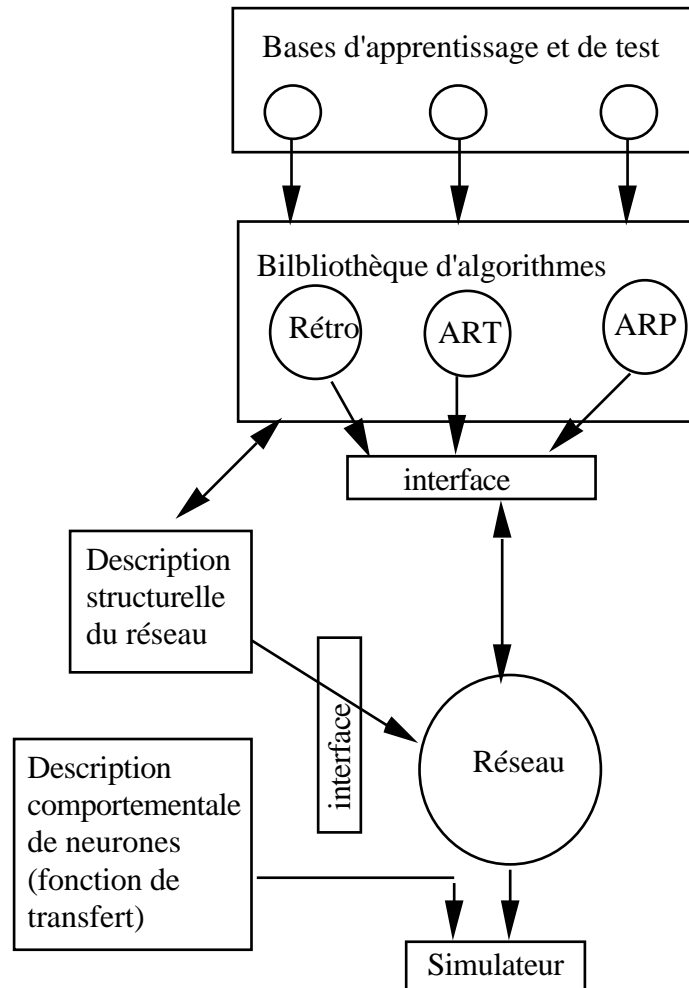 Bases d'apprentissage et de test
Bilbliothèque d'algorithmes
Rétro
ART
ARP
interface
Description
structurelle
du réseau
interface
Réseau
Description
comportementale
de neurones
(fonction de
transfert)
Simulateur